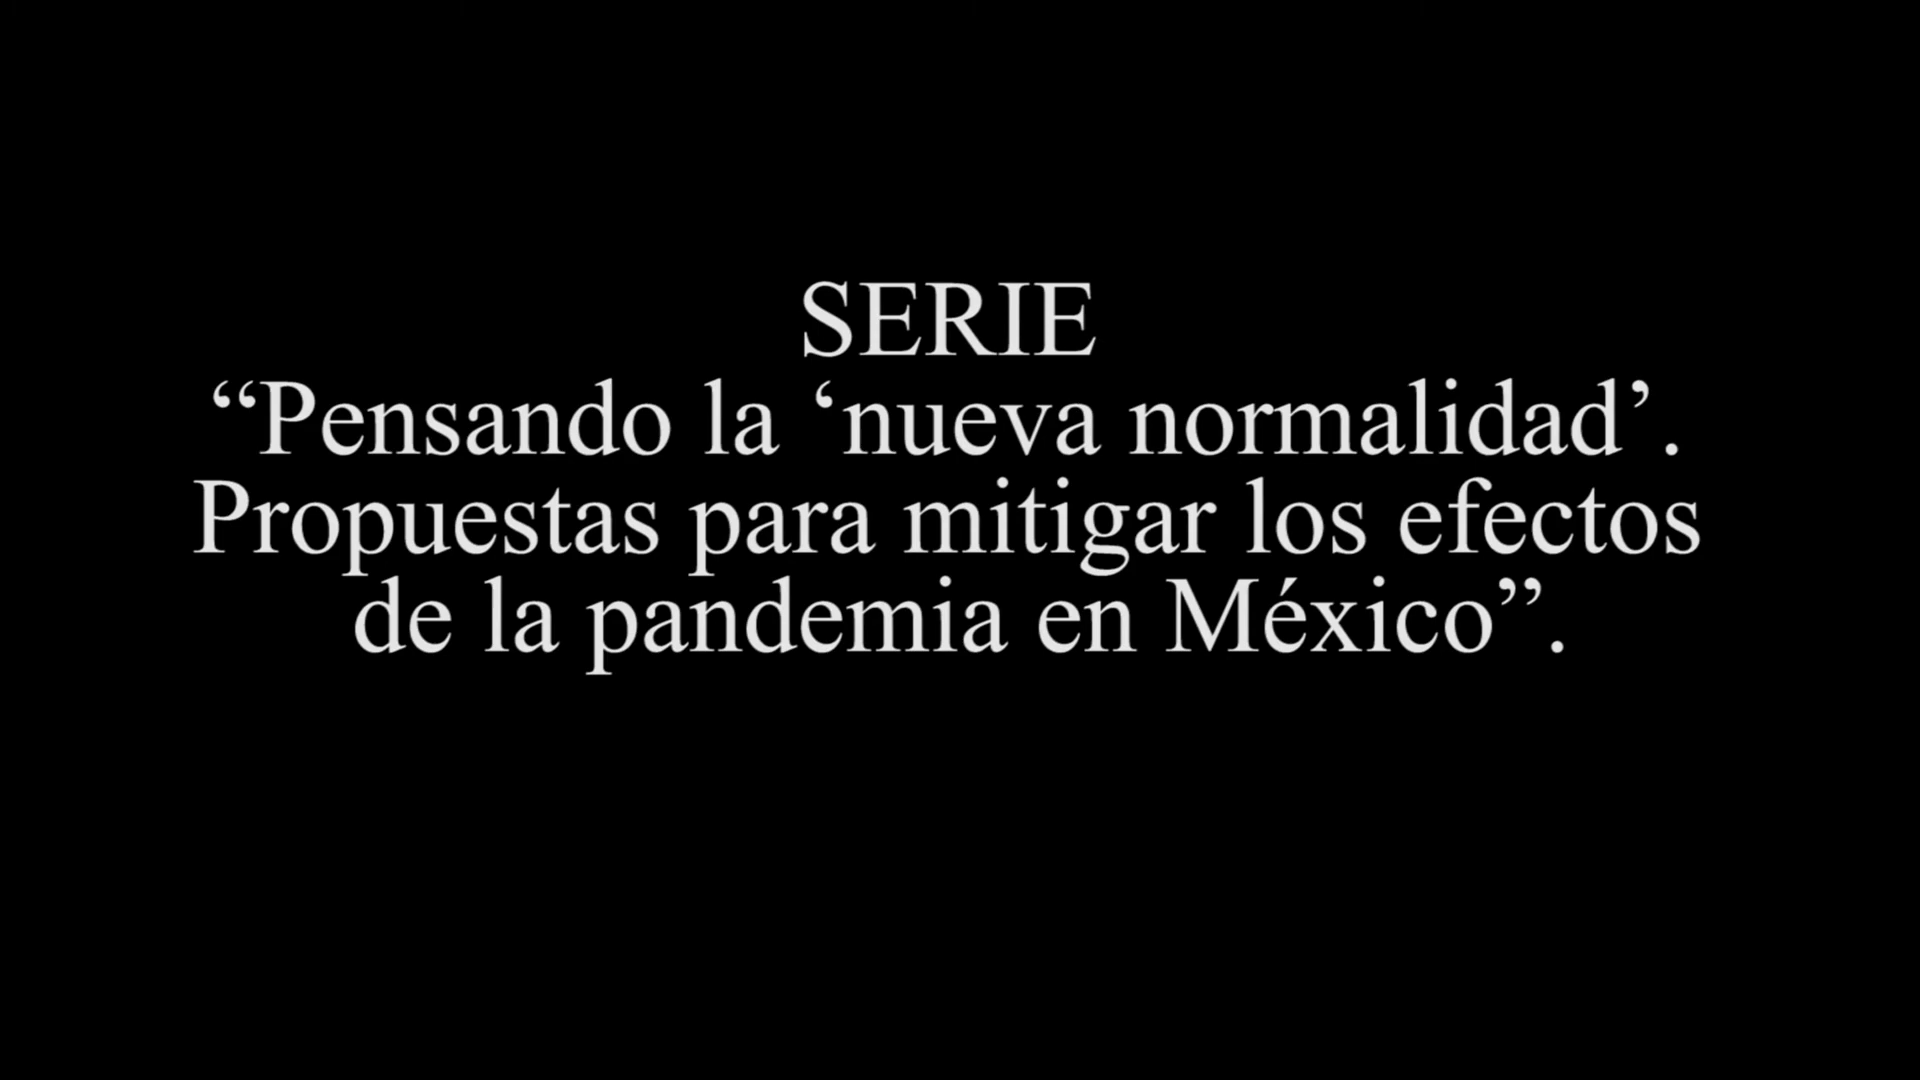 SERIE
“Pensando la ‘nueva normalidad’.
Propuestas para mitigar los efectos
de la pandemia en México”.